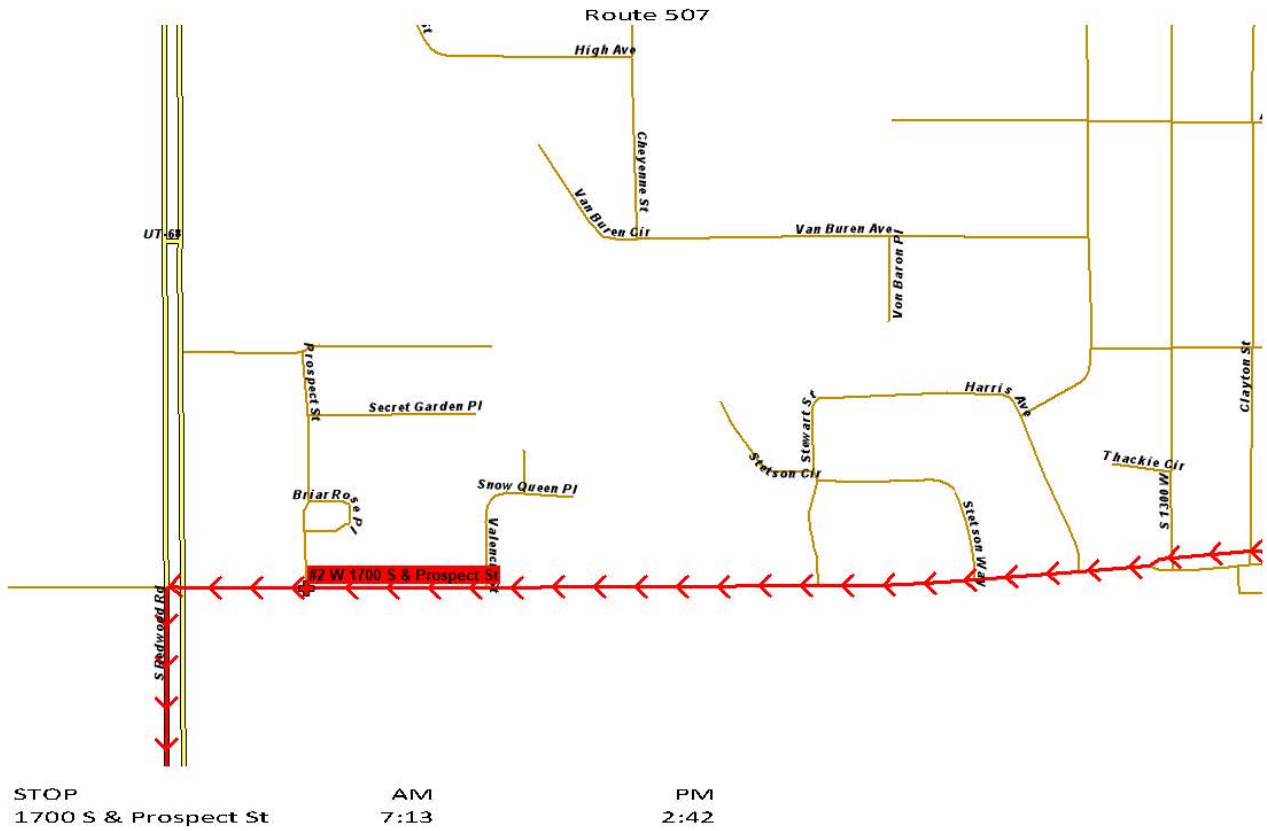 Route 507
High Ave
Cheyenne St
Van Buren Cir
UT-68
Van Buren Ave
Von Baron Pl
Prospect St
Secret Garden Pl
Harris Ave
Stewart St
Clayton St
Stetson Cir
Thackie Cir
Snow Queen Pl
Briar Rose Pl
S 1300 W
Stetson Way
#2 W 1700 S & Prospect St
S Redwood Rd
STOP AM PM
1700 S & Prospect St 7:13 2:42